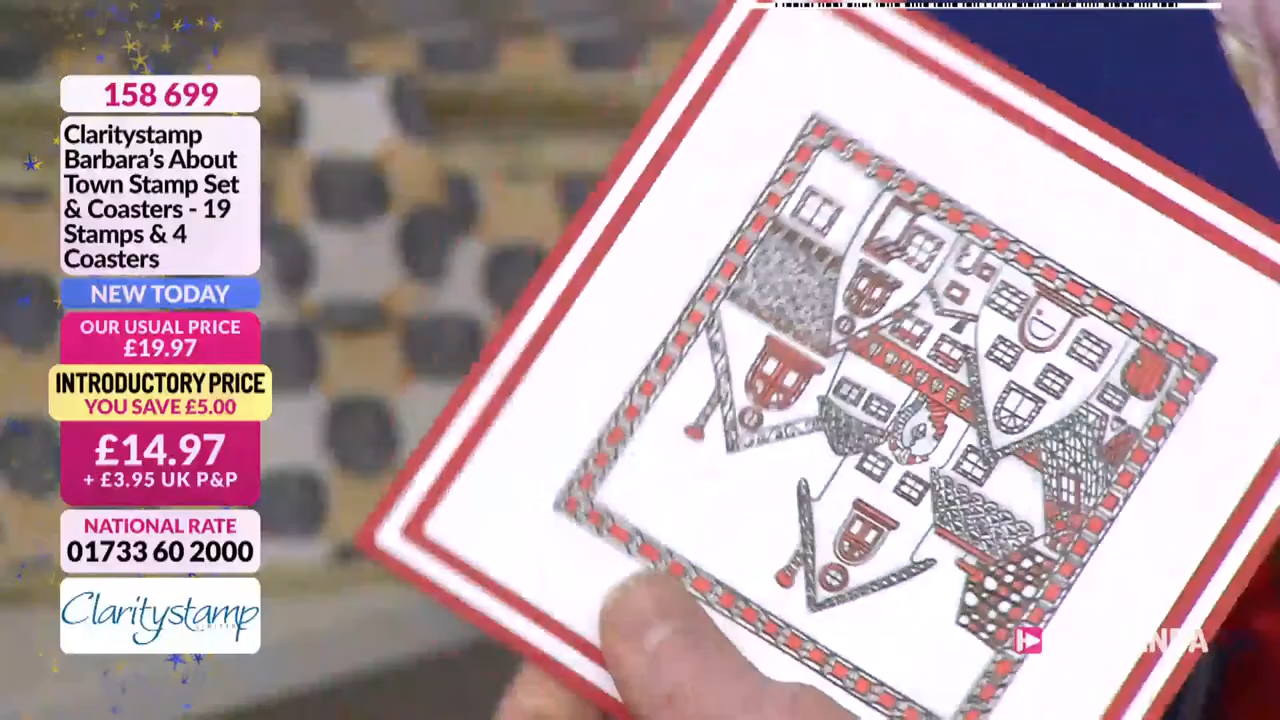 158 699
Claritystamp
Barbara's About
Town Stamp Set
& Coasters - 19
Stamps & 4
Coasters
NEW TODAY
OUR USUAL PRICE
£19.97
INTRODUCTORY PRICE
YOU SAVE £5.00
£14.97
+ £3.95 UK P&P
NATIONAL RATE
01733 60 2000
Claritystamp